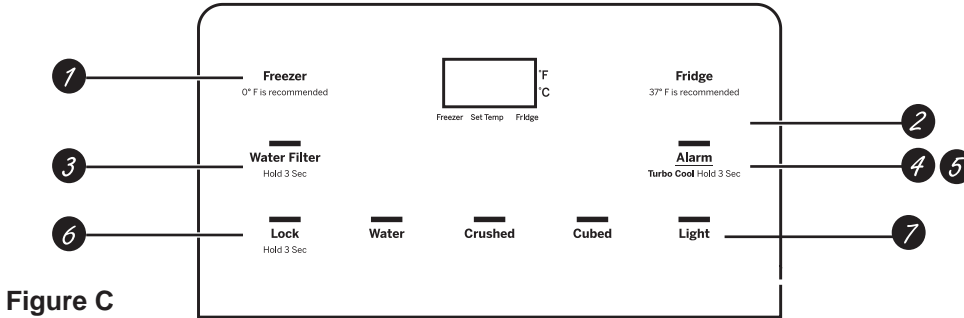 1
Freezer
0° F is recommended
°F
°C
Freezer Set Temp Fridge
Fridge
37° F is recommended
2
3
Water Filter
Hold 3 Sec
Alarm
Turbo Cool Hold 3 Sec
4 5
6
Lock
Hold 3 Sec
Water
Crushed
Cubed
Light
7
Figure C